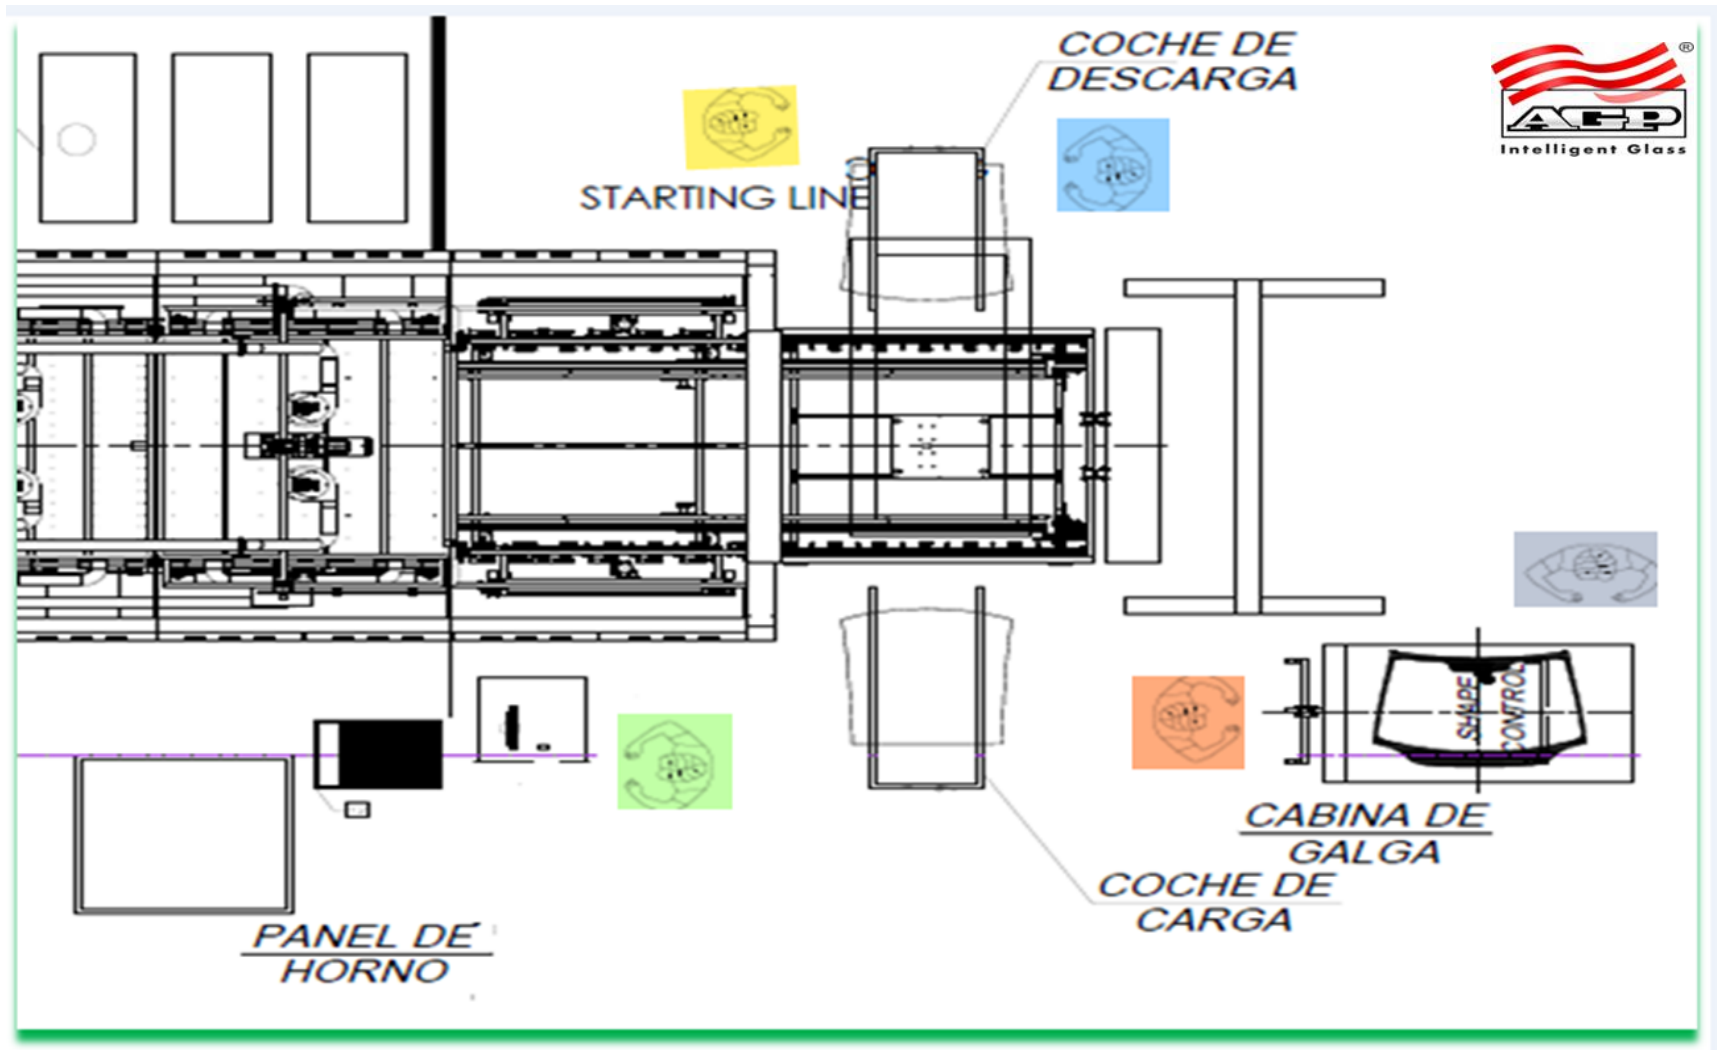 COCHE DE
DESCARGA
®
AGP
Intelligent Glass
STARTING LINE
SHAPE
CONTROL
CABINA DE
GALGA
COCHE DE
CARGA
PANEL DE
HORNO